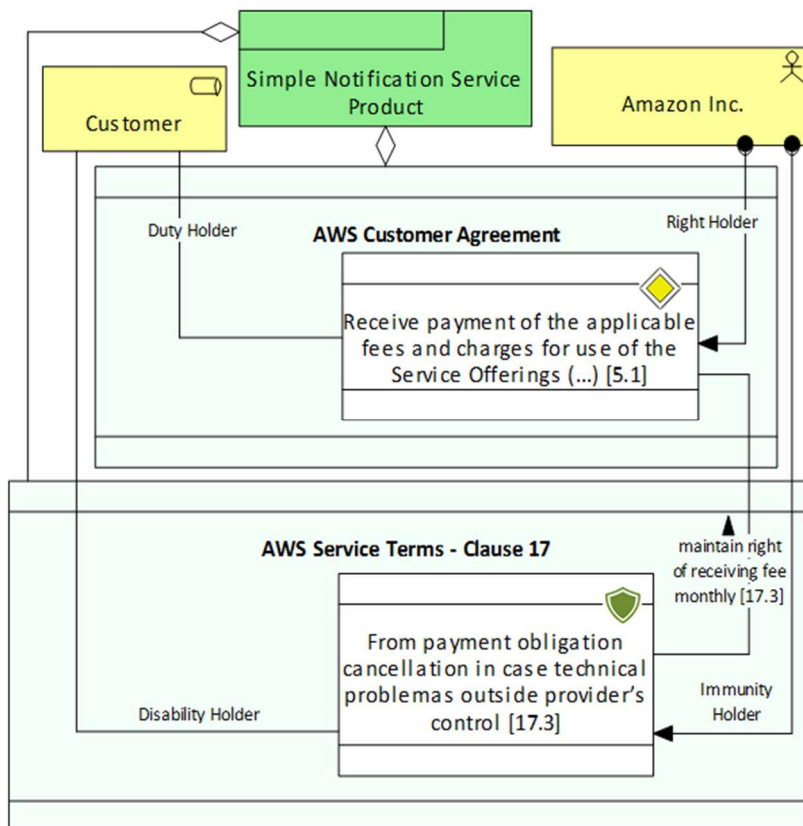 Simple Notification Service
Product
Customer
Amazon Inc.
Duty Holder
Right Holder
AWS Customer Agreement
Receive payment of the applicable
fees and charges for use of the
Service Offerings (...) [5.1]
AWS Service Terms - Clause 17
maintain right
of receiving fee
monthly [17.3]
From payment obligation
cancellation in case technical
problemas outside provider's
control [17.3]
Immunity
Holder
Disability Holder